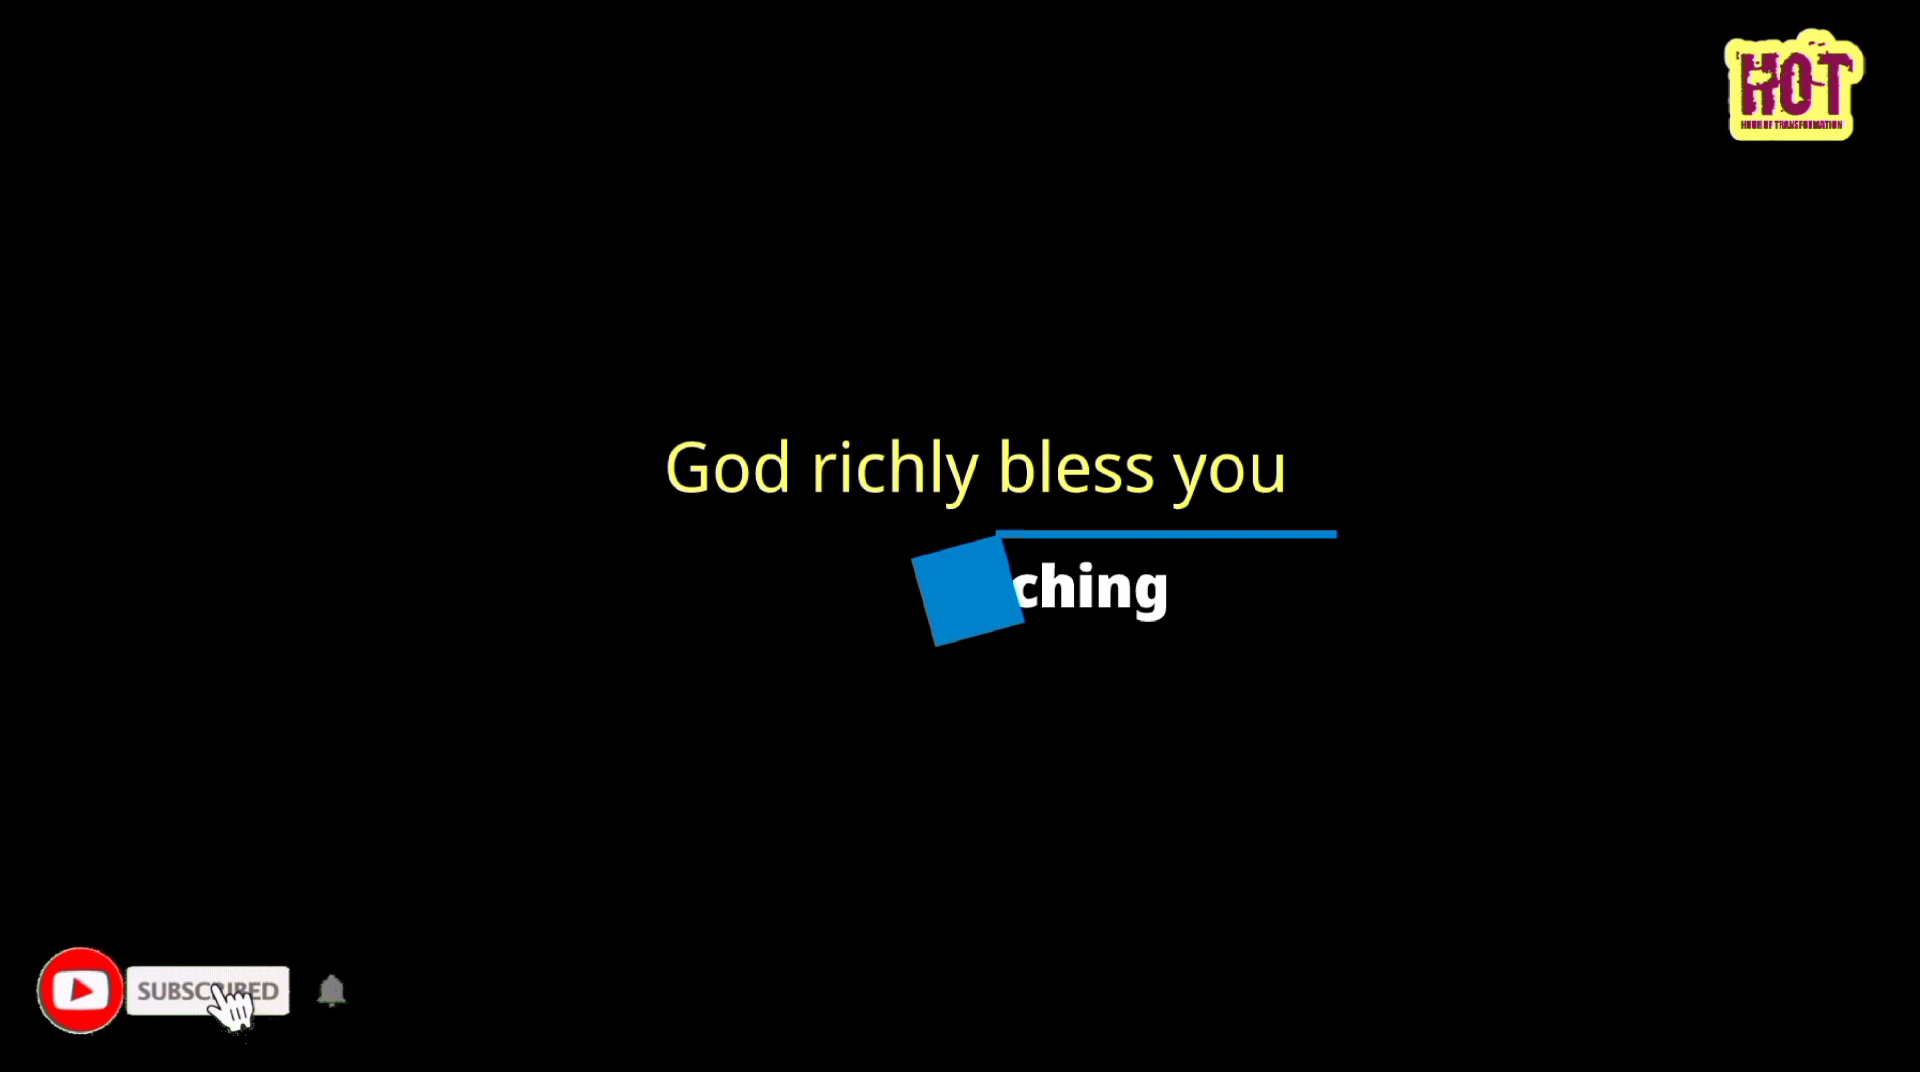 HOT
HOUR OF TRANSFORMATION
God richly bless you
ching
SUBSCRIBED